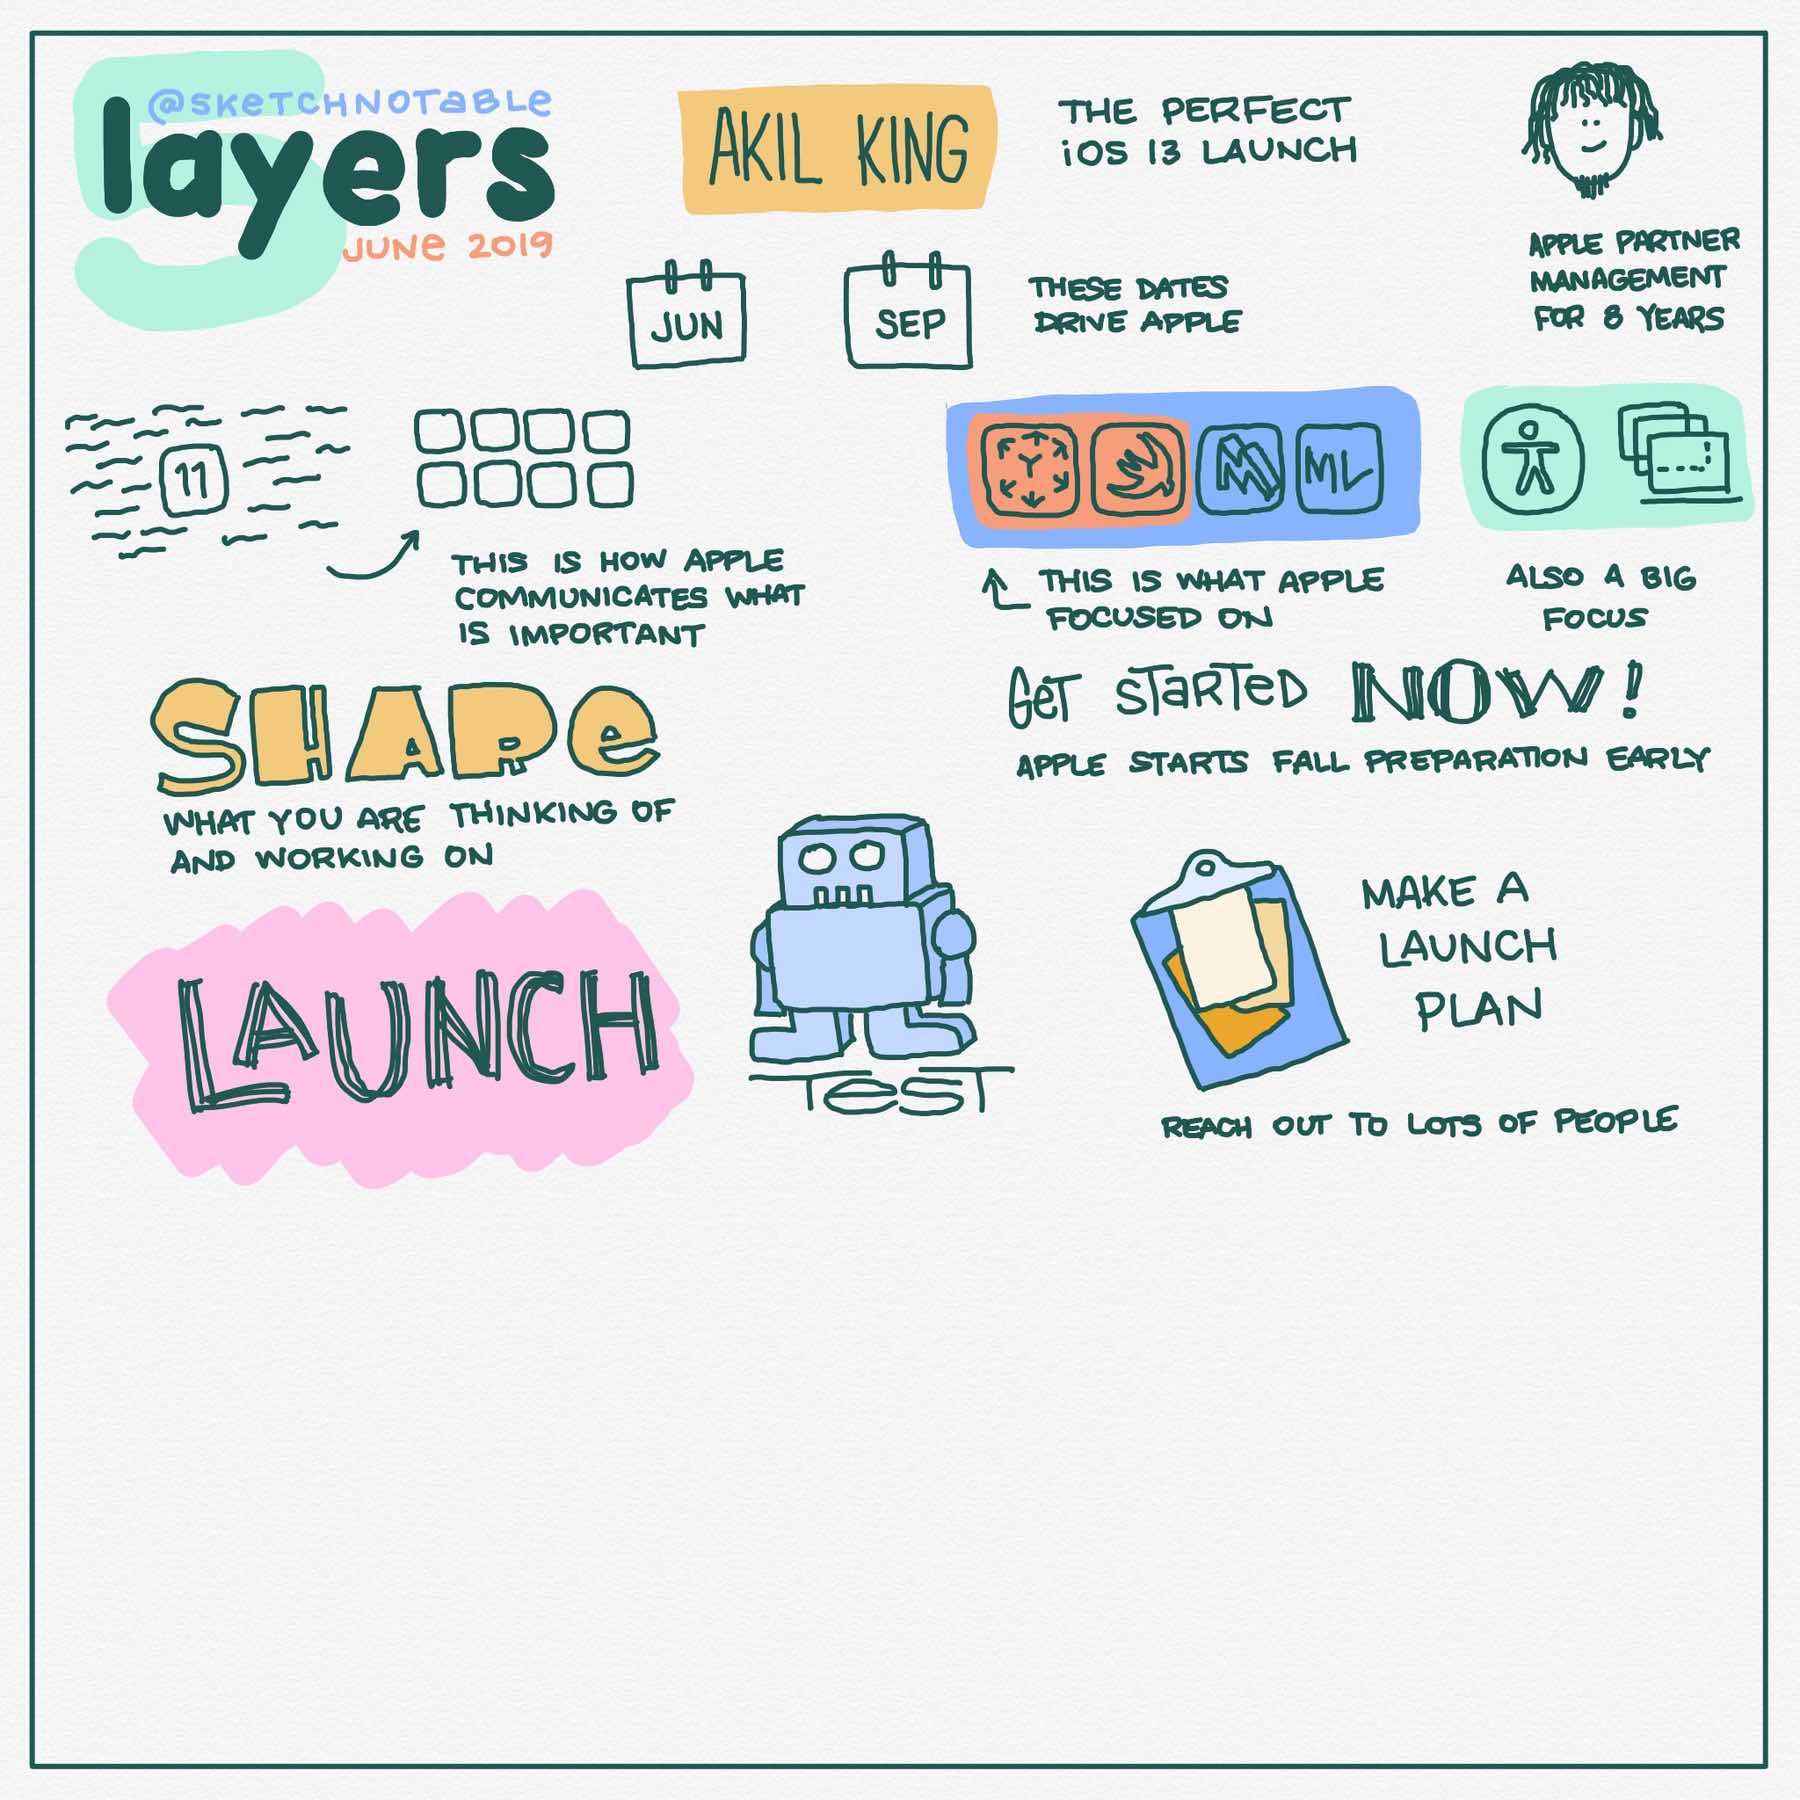 @SKETCHNOTABLE
layers
5
JUNE 2019
AKIL KING
THE PERFECT
iOS 13 LAUNCH
APPLE PARTNER
MANAGEMENT
FOR 8 YEARS
JUN
SEP
THESE DATES
DRIVE APPLE
11
THIS IS HOW APPLE
COMMUNICATES WHAT
IS IMPORTANT
ML
THIS IS WHAT APPLE
FOCUSED ON
ALSO A BIG
FOCUS
SHARE
WHAT YOU ARE THINKING OF
AND WORKING ON
GET STARTED NOW!
APPLE STARTS FALL PREPARATION EARLY
LAUNCH
MAKE A
LAUNCH
PLAN
REACH OUT TO LOTS OF PEOPLE